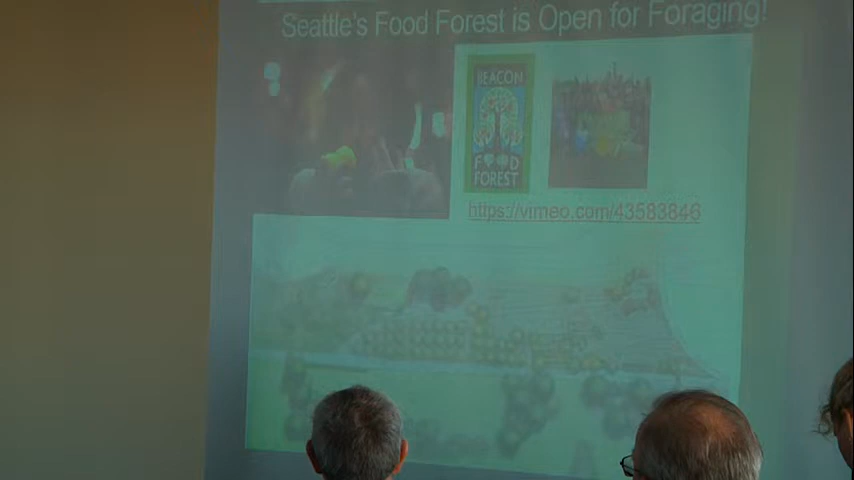 Seattle's Food Forest is Open for Foraging!
BEACON
FOOD
FOREST
https://vimeo.com/43583846